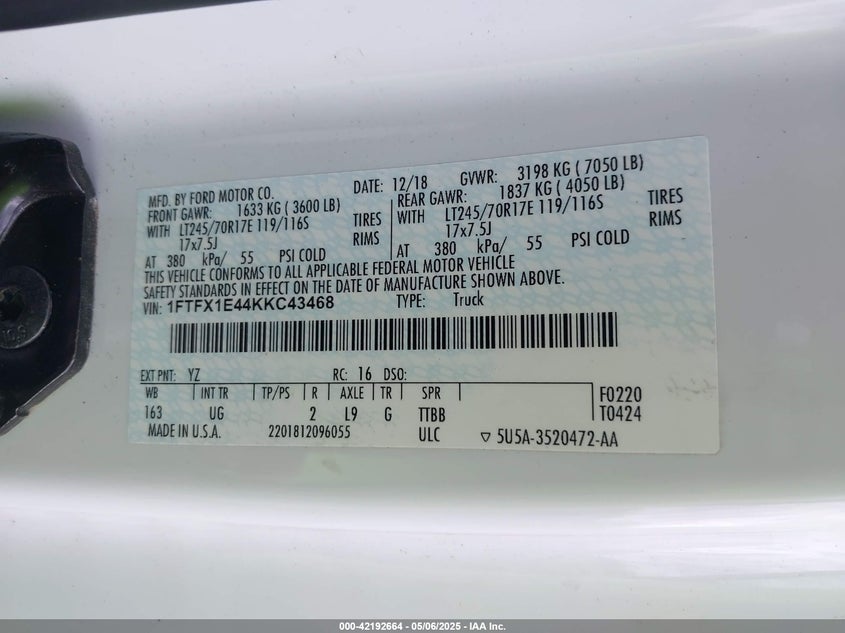 MFD. BY FORD MOTOR CO.
DATE: 12/18
GVWR: 3198 KG ( 7050 LB)
FRONT GAWR: 1633 KG ( 3600 LB)
REAR GAWR: 1837 KG ( 4050 LB)
WITH LT245/70R17E 119/116S TIRES
WITH LT245/70R17E 119/116S TIRES
17x7.5J RIMS
17x7.5J RIMS
AT 380 kPa/ 55 PSI COLD
AT 380 kPa/ 55 PSI COLD
THIS VEHICLE CONFORMS TO ALL APPLICABLE FEDERAL MOTOR VEHICLE
SAFETY STANDARDS IN EFFECT ON THE DATE OF MANUFACTURE SHOWN ABOVE.
VIN: 1FTFX1E44KKC43468 TYPE: Truck
EXT PNT: YZ RC: 16 DSO:
WB INT TR TP/PS R AXLE TR SPR F0220
163 UG 2 L9 G TTBB T0424
MADE IN U.S.A. 2201812096055 ULC 5U5A-3520472-AA
000-42192664 — 05/06/2025 — IAA Inc.